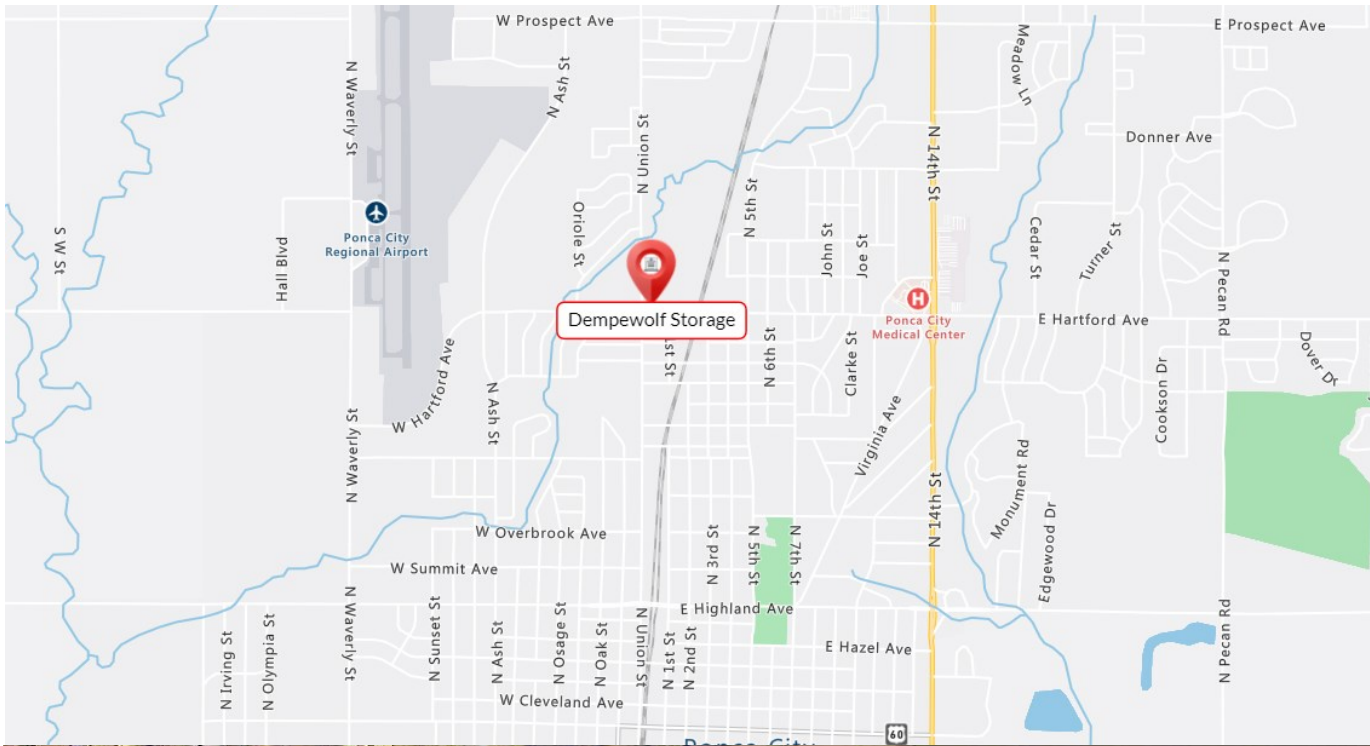 W Prospect Ave
E Prospect Ave
N Waverly St
N Ash St
Meadow Ln
N Union St
N 14th St
Donner Ave
N 5th St
Ponca City
Regional Airport
S W St
Hall Blvd
Oriole St
John St
Joe St
Cedar St
Turner St
N Pecan Rd
H
Ponca City
Medical Center
Dempewolf Storage
E Hartford Ave
1st St
N 6th St
Clarke St
Dover Dr
W Hartford Ave
N Ash St
Cookson Dr
N Waverly St
Virginia Ave
Monument Rd
N 14th St
W Overbrook Ave
N 3rd St
N 5th St
N 7th St
Edgewood Dr
W Summit Ave
E Highland Ave
N Irving St
N Olympia St
N Waverly St
N Sunset St
N Ash St
N Osage St
N Oak St
N Union St
N 1st St
N 2nd St
E Hazel Ave
N Pecan Rd
W Cleveland Ave
60
Ponca City